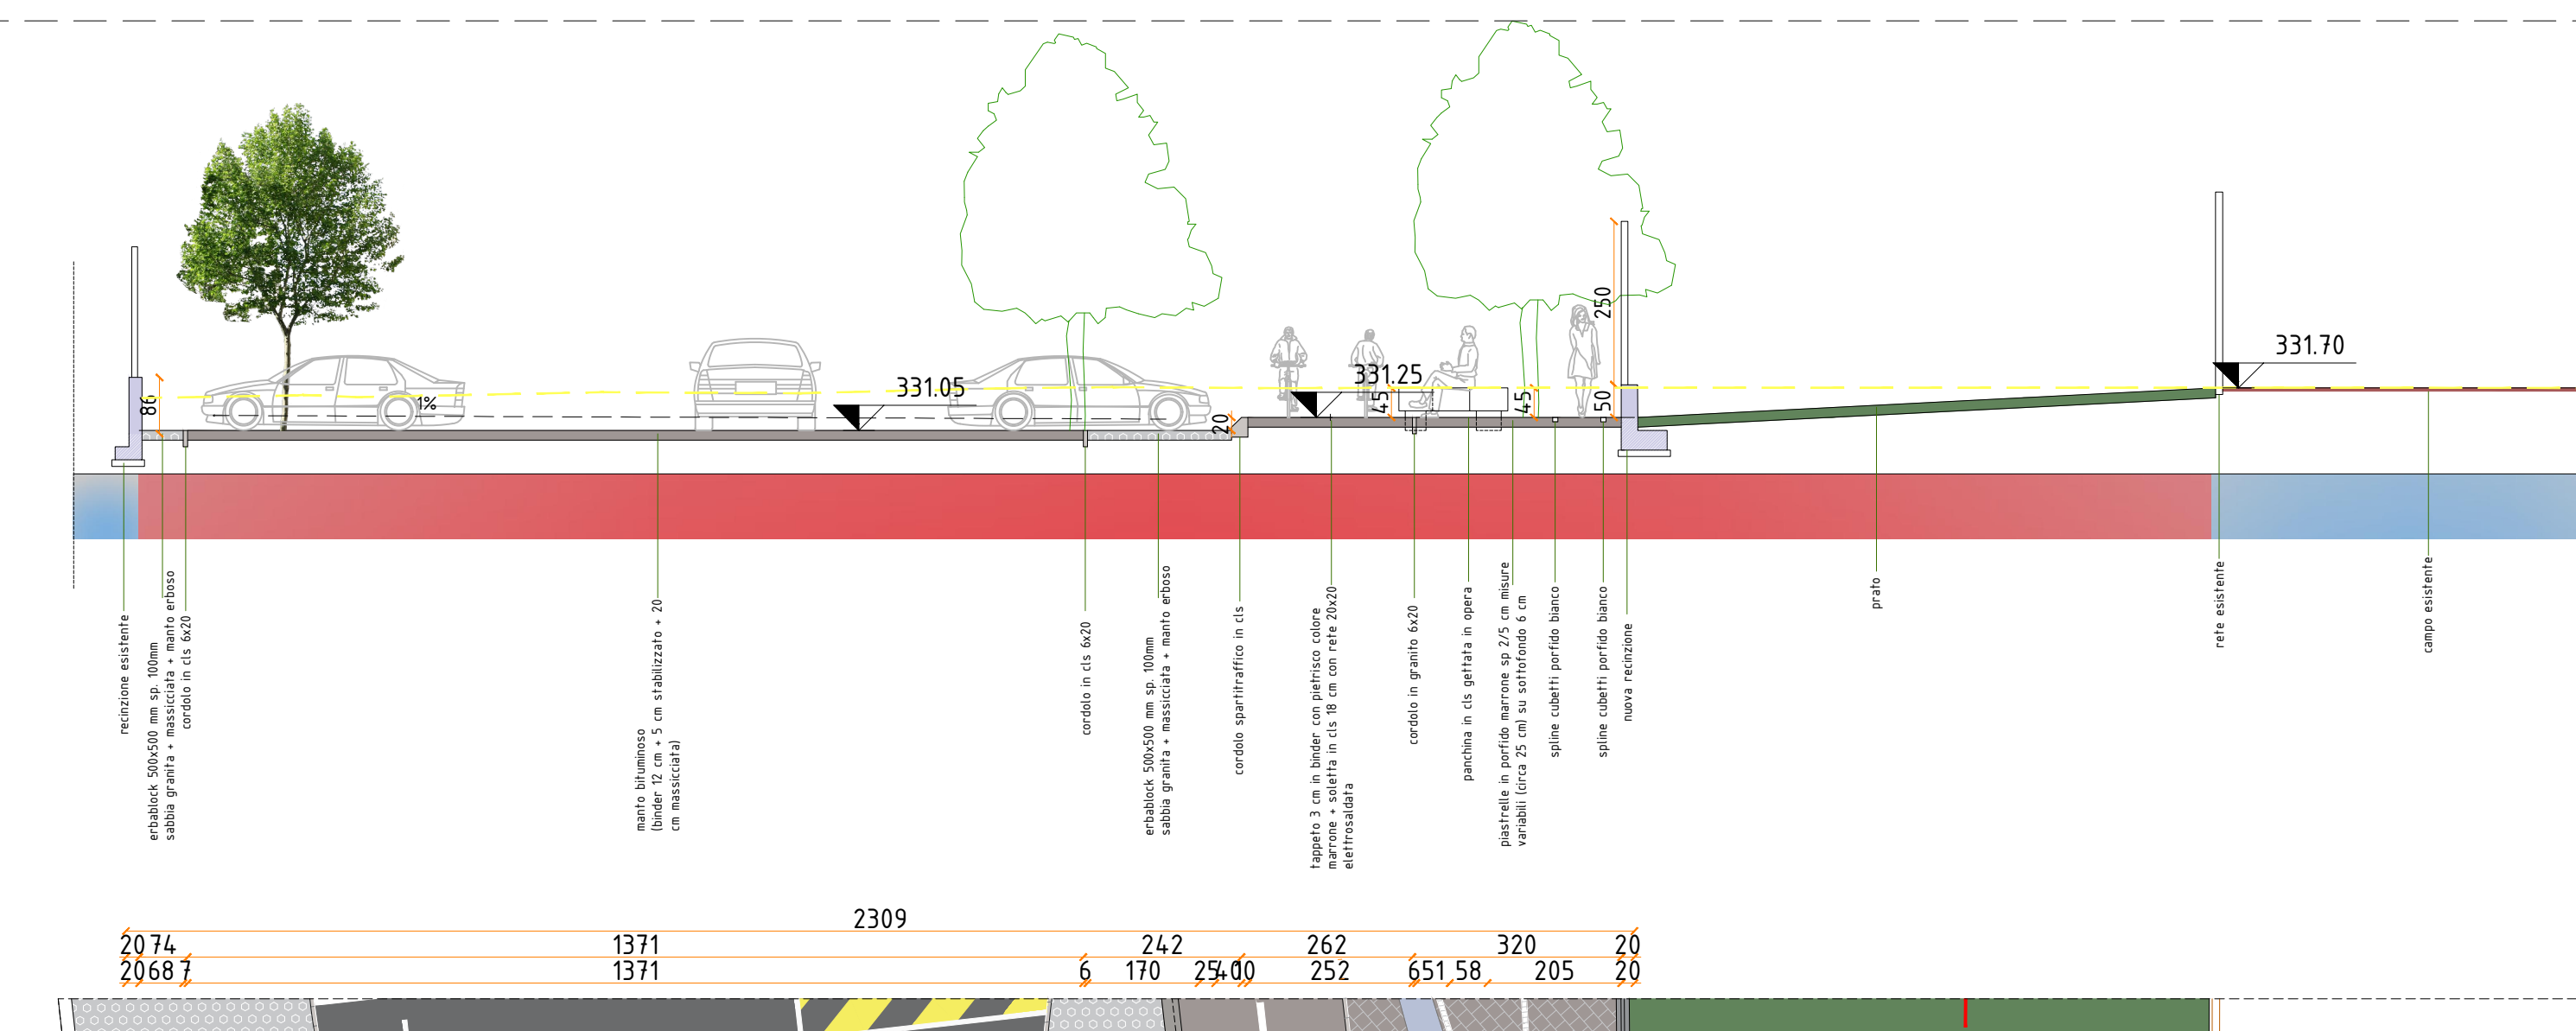 331.05
331.25
331.70
1%
86
20
45
45
50
250
recinzione esistente
erbablock 500x500 mm sp. 100mm
sabbia granita + massicciata + manto erboso
cordolo in cls 6x20
manto bituminoso
(binder 12 cm + 5 cm stabilizzato + 20
cm massicciata)
cordolo in cls 6x20
erbablock 500x500 mm sp. 100mm
sabbia granita + massicciata + manto erboso
cordolo spartitraffico in cls
tappeto 3 cm in binder con pietrisco colore
marrone + soletta in cls 18 cm con rete 20x20
elettrosaldata
cordolo in granito 6x20
panchina in cls gettata in opera
piastrelle in porfido marrone sp 2/5 cm misure
variabili (circa 25 cm) su sottofondo 6 cm
spline cubetti porfido bianco
spline cubetti porfido bianco
nuova recinzione
prato
rete esistente
campo esistente
2309
20 74 1371 242 262 320 20
20 68 7 1371 6 170 25 40 10 252 6 51 58 205 20